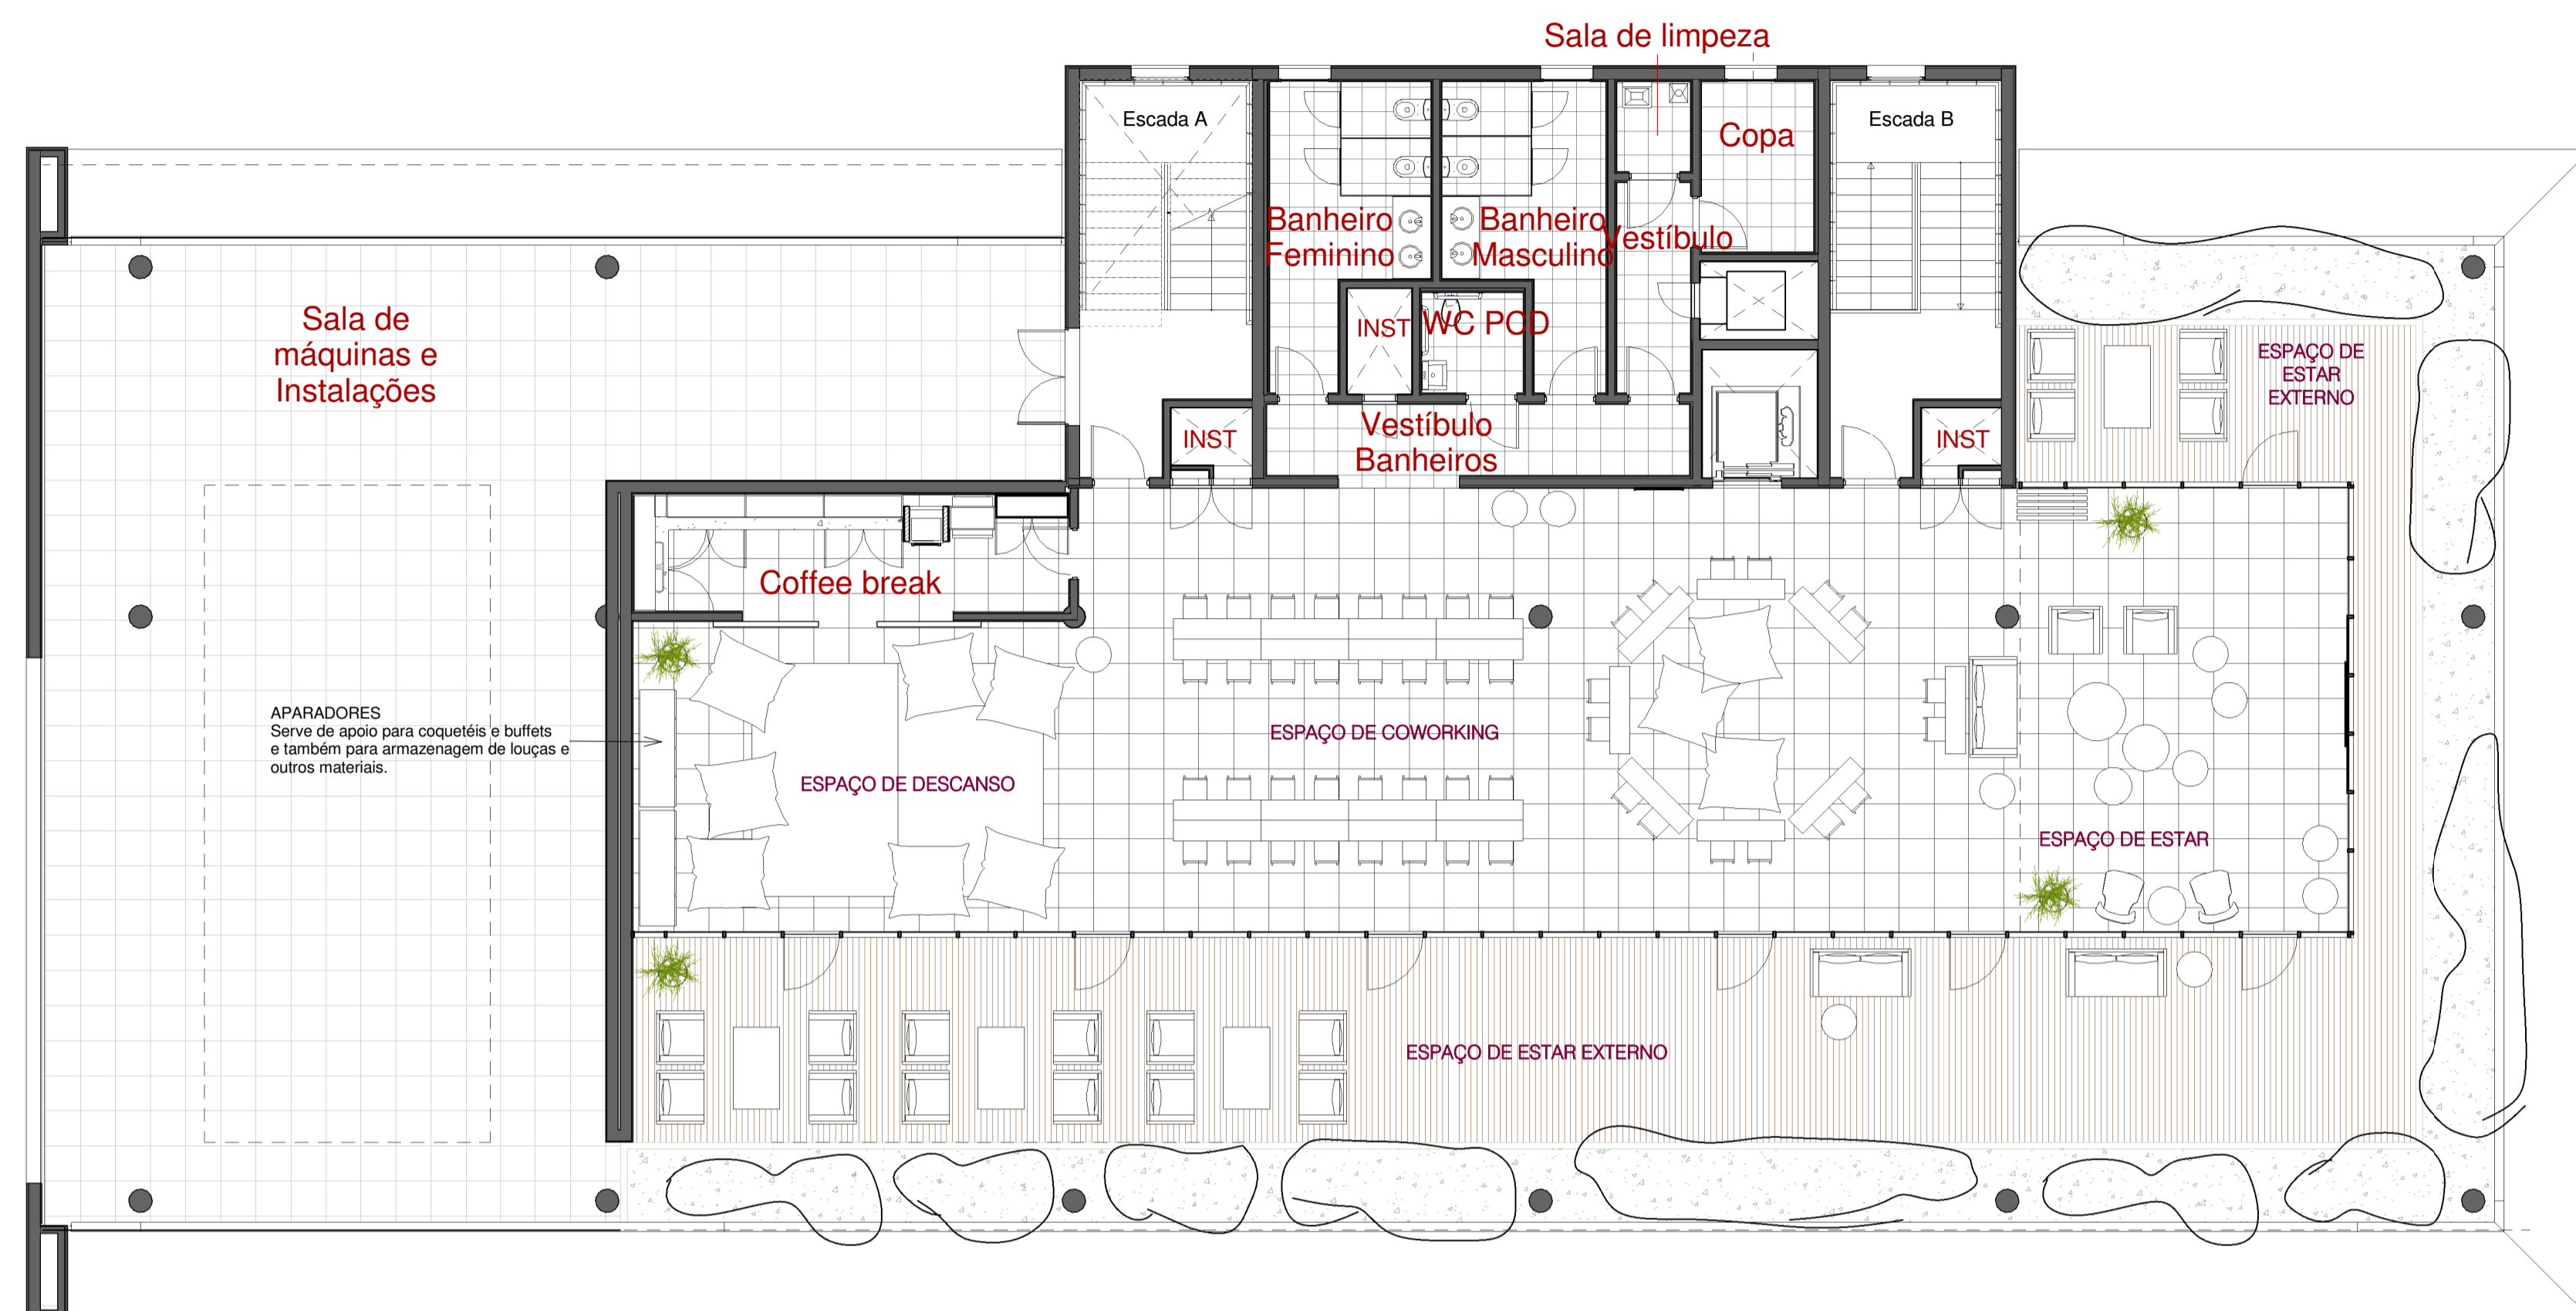 Sala de limpeza
Escada A
Copa
Escada B
Banheiro
Feminino
Banheiro
Masculino
Vestíbulo
Sala de
máquinas e
Instalações
INST
WC PCD
ESPAÇO DE
ESTAR
EXTERNO
INST
Vestíbulo
Banheiros
INST
Coffee break
APARADORES
Serve de apoio para coquetéis e buffets
e também para armazenagem de louças e
outros materiais.
ESPAÇO DE COWORKING
ESPAÇO DE DESCANSO
ESPAÇO DE ESTAR
ESPAÇO DE ESTAR EXTERNO